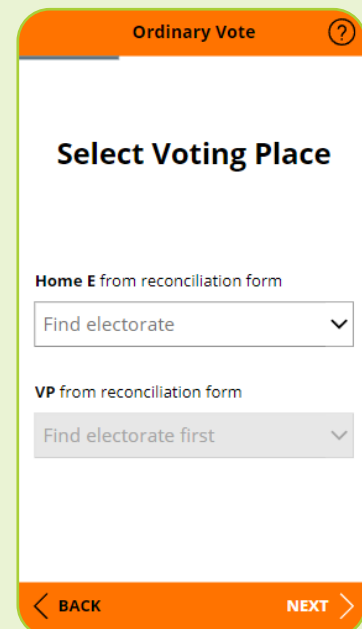 Ordinary Vote ?
Select Voting Place
Home E from reconciliation form
Find electorate
VP from reconciliation form
Find electorate first
BACK NEXT